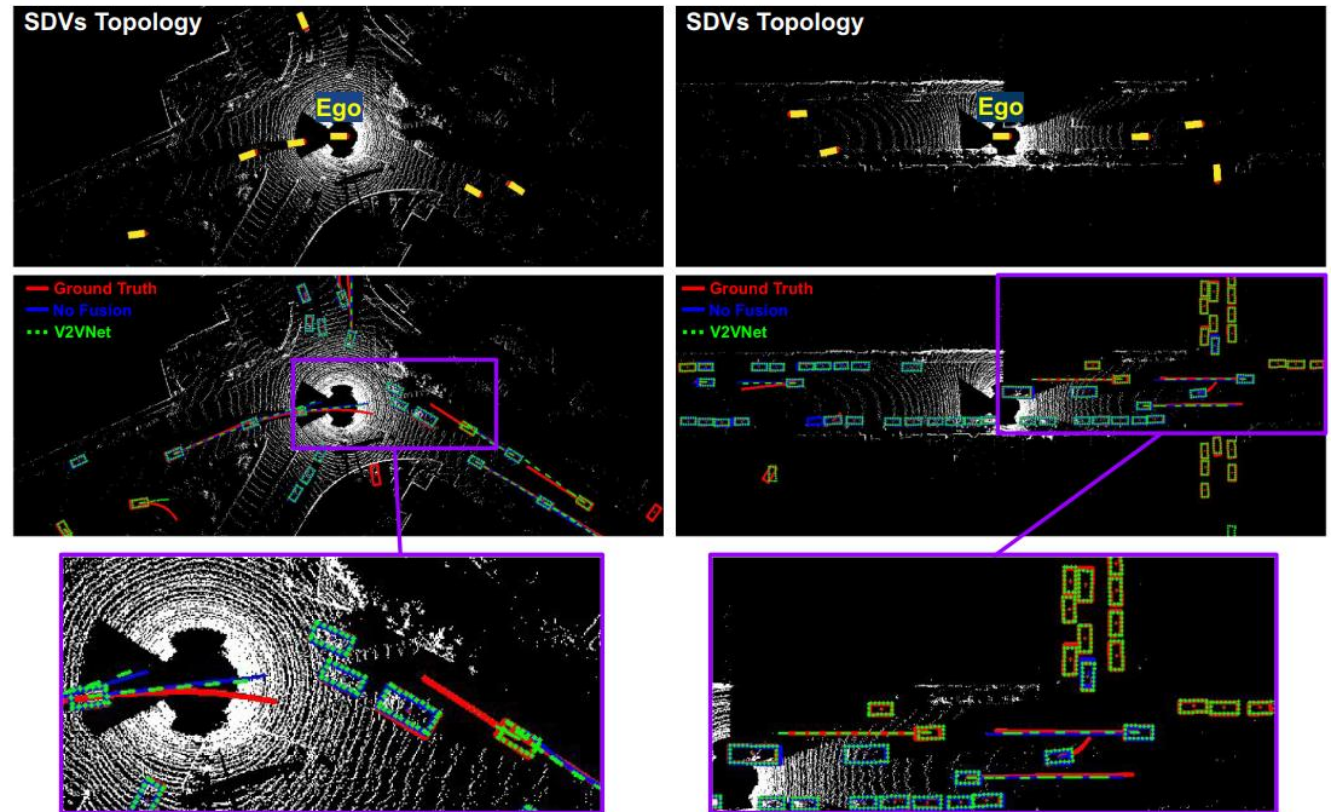 SDVs Topology
Ego
SDVs Topology
Ego
Ground Truth
No Fusion
V2VNet
Ground Truth
No Fusion
V2VNet